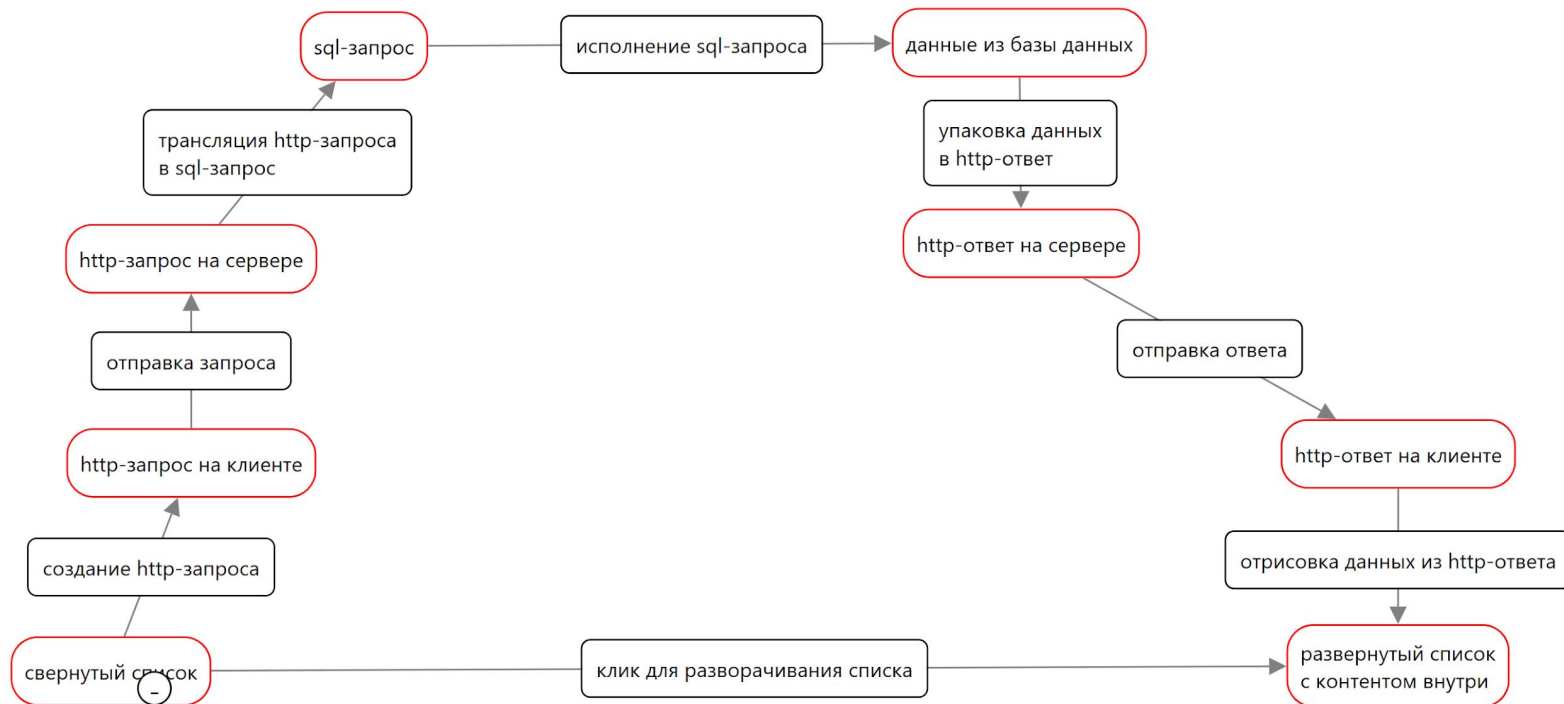 sql-запрос
исполнение sql-запроса
данные из базы данных
трансляция http-запроса
в sql-запрос
упаковка данных
в http-ответ
http-запрос на сервере
http-ответ на сервере
отправка запроса
отправка ответа
http-запрос на клиенте
http-ответ на клиенте
создание http-запроса
отрисовка данных из http-ответа
свернутый список
–
клик для разворачивания списка
развернутый список
с контентом внутри